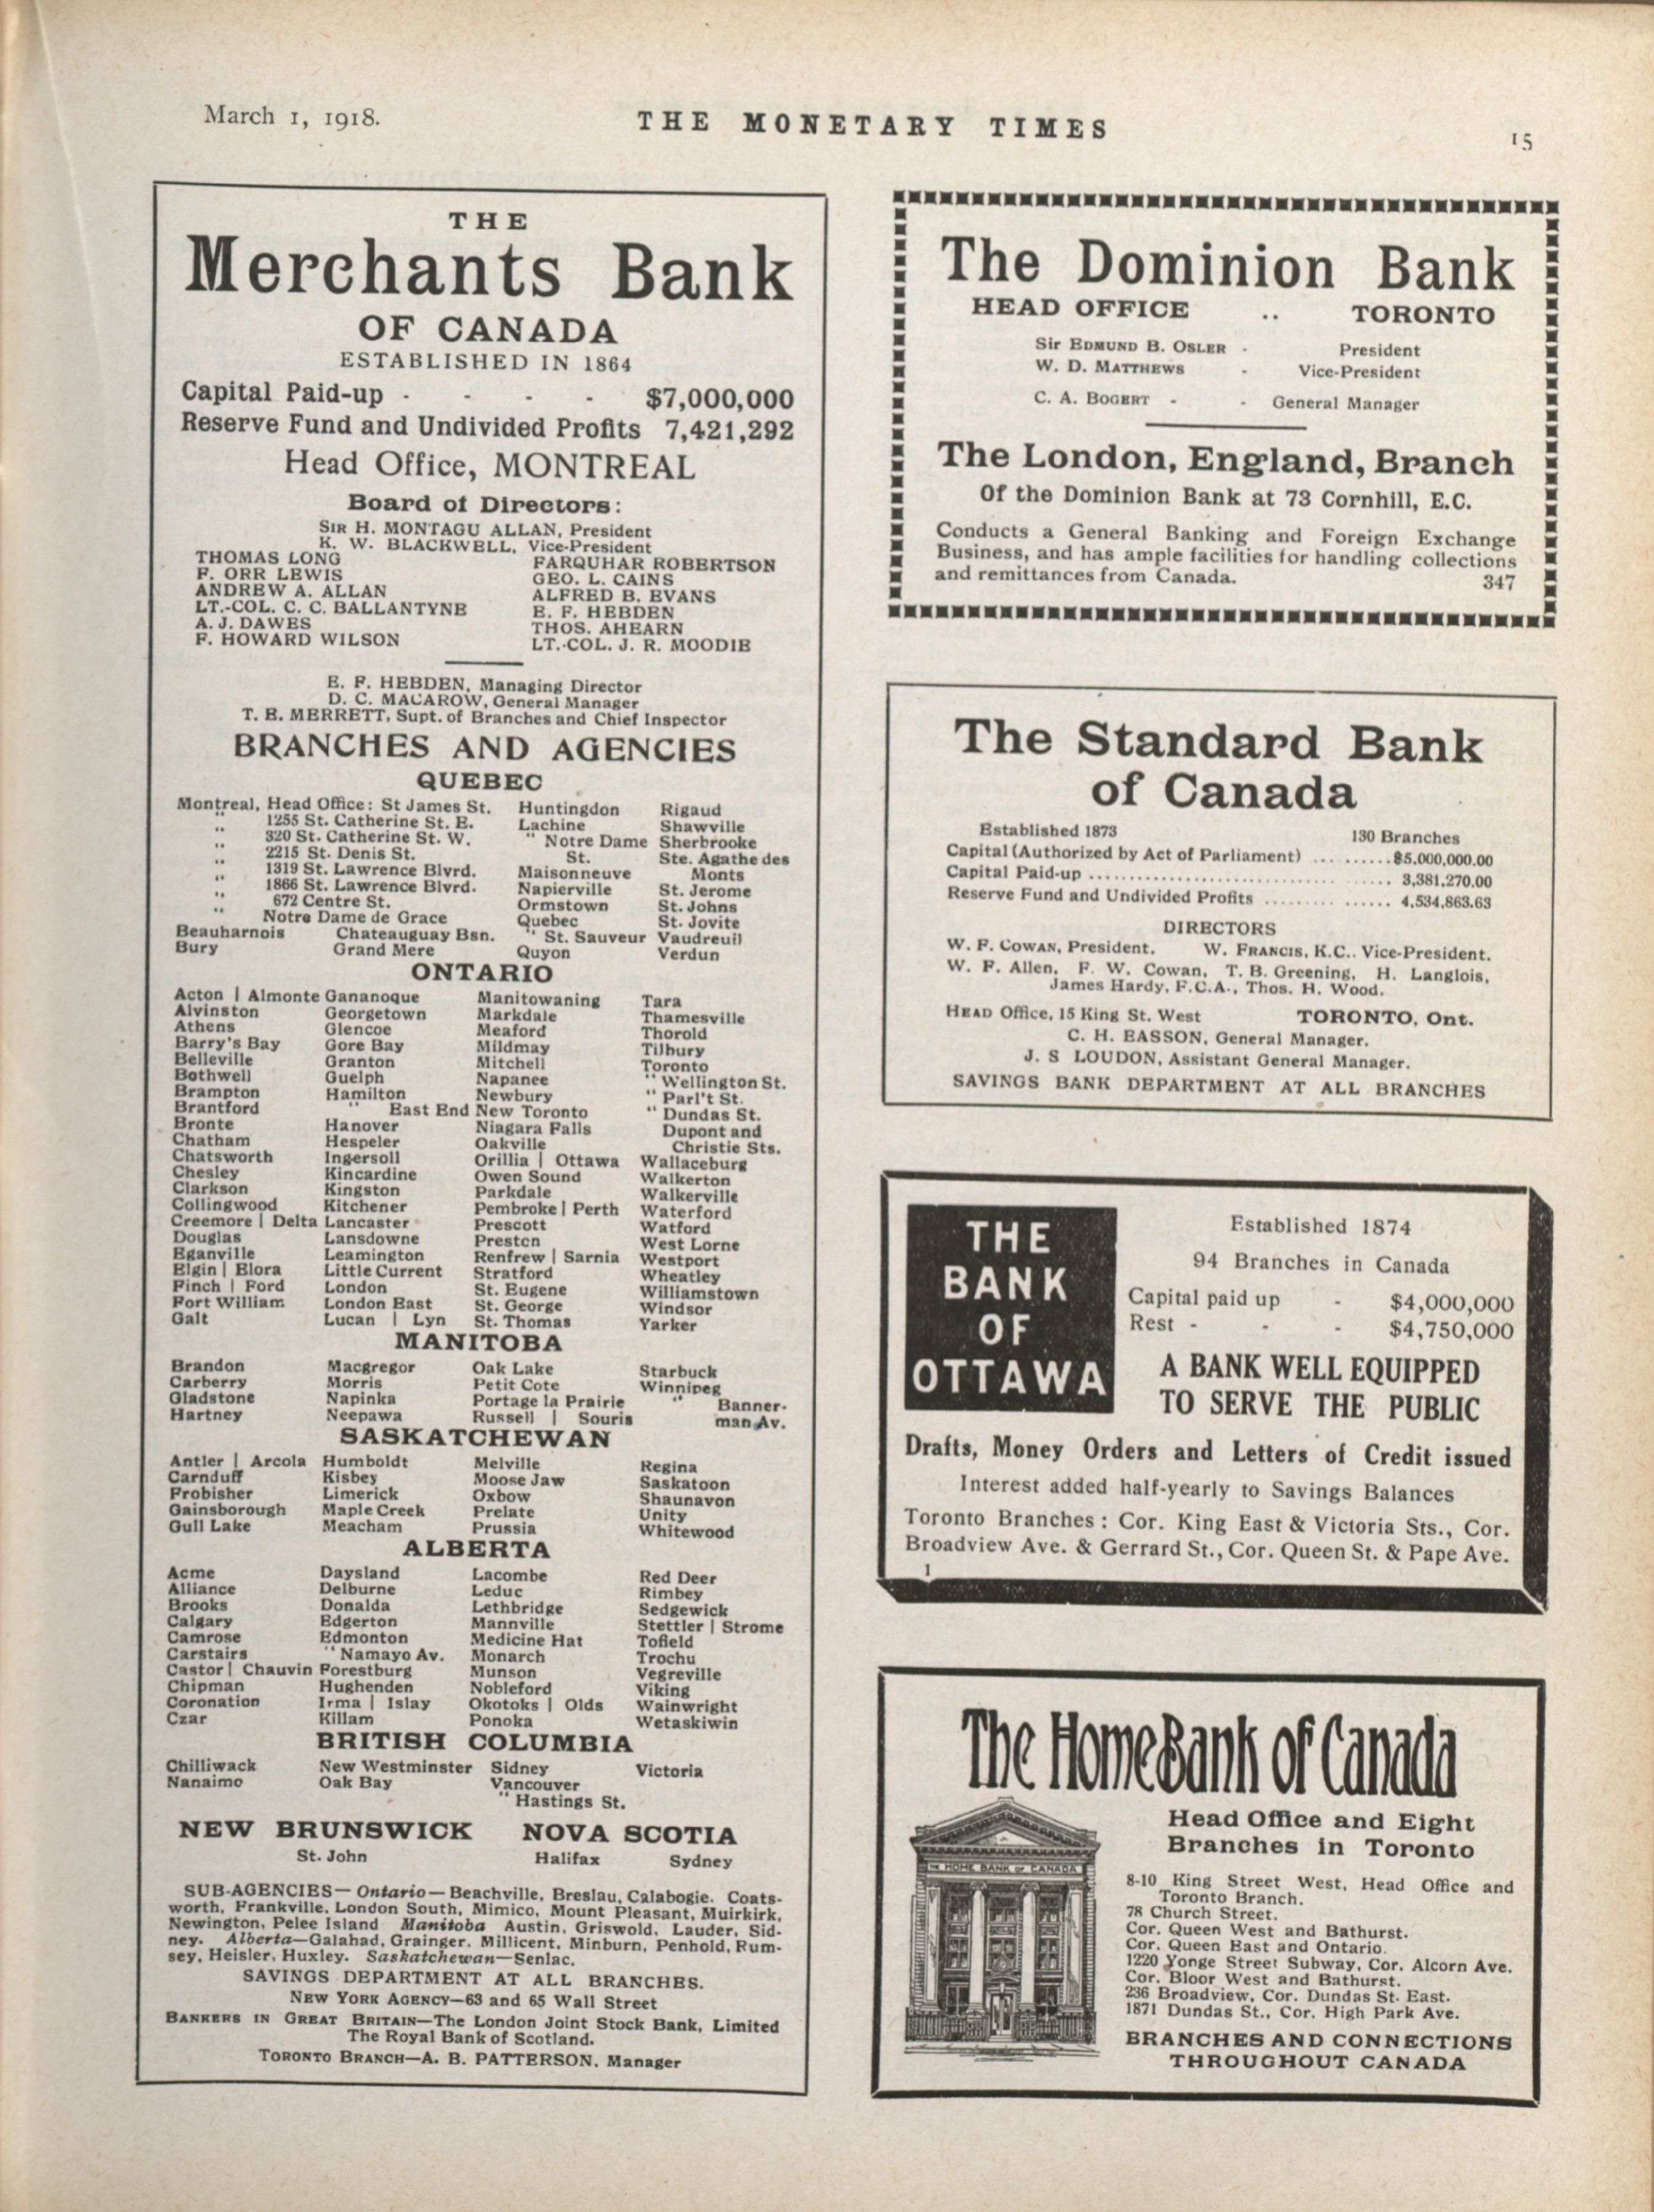 March 1, 1918.
THE MONETARY TIMES
15
THE
Merchants Bank
OF CANADA
ESTABLISHED IN 1864
Capital Paid-up - - - - $7,000,000
Reserve Fund and Undivided Profits 7,421,292
Head Office, MONTREAL
Board of Directors:
SIR H. MONTAGU ALLAN, President
K. W. BLACKWELL, Vice-President
THOMAS LONG FARQUHAR ROBERTSON
F. ORR LEWIS GEO. L. CAINS
ANDREW A. ALLAN ALFRED B. EVANS
LT.-COL. C. C. BALLANTYNE E. F. HEBDEN
A. J. DAWES THOS. AHEARN
F. HOWARD WILSON LT.-COL. J. R. MOODIE
E. F. HEBDEN, Managing Director
D. C. MACAROW, General Manager
T. E. MERRETT, Supt. of Branches and Chief Inspector
BRANCHES AND AGENCIES
QUEBEC
Montreal, Head Office: St James St. Huntingdon Rigaud
" 1255 St. Catherine St. E. Lachine Shawville
" 320 St. Catherine St. W. " Notre Dame Sherbrooke
" 2215 St. Denis St. St. Ste. Agathe des
" 1319 St. Lawrence Blvrd. Maisonneuve Monts
" 1866 St. Lawrence Blvrd. Napierville St. Jerome
" 672 Centre St. Ormstown St. Johns
" Notre Dame de Grace Quebec St. Jovite
Beauharnois Chateauguay Bsn. " St. Sauveur Vaudreuil
Bury Grand Mere Quyon Verdun
ONTARIO
Acton | Almonte Gananoque Manitowaning Tara
Alvinston Georgetown Markdale Thamesville
Athens Glencoe Meaford Thorold
Barry's Bay Gore Bay Mildmay Tilbury
Belleville Granton Mitchell Toronto
Bothwell Guelph Napanee " Wellington St.
Brampton Hamilton Newbury " Parl't St.
Brantford " East End New Toronto " Dundas St.
Bronte Hanover Niagara Falls Dupont and
Chatham Hespeler Oakville Christie Sts.
Chatsworth Ingersoll Orillia | Ottawa Wallaceburg
Chesley Kincardine Owen Sound Walkerton
Clarkson Kingston Parkdale Walkerville
Collingwood Kitchener Pembroke | Perth Waterford
Creemore | Delta Lancaster Prescott Watford
Douglas Lansdowne Preston West Lorne
Eganville Leamington Renfrew | Sarnia Westport
Elgin | Elora Little Current Stratford Wheatley
Finch | Ford London St. Eugene Williamstown
Fort William London East St. George Windsor
Galt Lucan | Lyn St. Thomas Yarker
MANITOBA
Brandon Macgregor Oak Lake Starbuck
Carberry Morris Petit Cote Winnipeg
Gladstone Napinka Portage la Prairie " Banner-
Hartney Neepawa Russell | Souris man Av.
SASKATCHEWAN
Antler | Arcola Humboldt Melville Regina
Carnduff Kisbey Moose Jaw Saskatoon
Frobisher Limerick Oxbow Shaunavon
Gainsborough Maple Creek Prelate Unity
Gull Lake Meacham Prussia Whitewood
ALBERTA
Acme Daysland Lacombe Red Deer
Alliance Delburne Leduc Rimbey
Brooks Donalda Lethbridge Sedgewick
Calgary Edgerton Mannville Stettler | Strome
Camrose Edmonton Medicine Hat Tofield
Carstairs " Namayo Av. Monarch Trochu
Castor | Chauvin Forestburg Munson Vegreville
Chipman Hughenden Nobleford Viking
Coronation Irma | Islay Okotoks | Olds Wainwright
Czar Killam Ponoka Wetaskiwin
BRITISH COLUMBIA
Chilliwack New Westminster Sidney Victoria
Nanaimo Oak Bay Vancouver
" Hastings St.
NEW BRUNSWICK NOVA SCOTIA
St. John Halifax Sydney
SUB-AGENCIES—Ontario—Beachville, Breslau, Calabogie. Coats-
worth, Frankville, London South, Mimico, Mount Pleasant, Muirkirk,
Newington, Pelee Island Manitoba Austin, Griswold, Lauder, Sid-
ney. Alberta—Galahad, Grainger, Millicent, Minburn, Penhold, Rum-
sey, Heisler, Huxley. Saskatchewan—Senlac.
SAVINGS DEPARTMENT AT ALL BRANCHES.
NEW YORK AGENCY—63 and 65 Wall Street
BANKERS IN GREAT BRITAIN—The London Joint Stock Bank, Limited
The Royal Bank of Scotland.
TORONTO BRANCH—A. B. PATTERSON, Manager
The Dominion Bank
HEAD OFFICE .. TORONTO
Sir EDMUND B. OSLER - President
W. D. MATTHEWS - Vice-President
C. A. BOGERT - - General Manager
The London, England, Branch
Of the Dominion Bank at 73 Cornhill, E.C.
Conducts a General Banking and Foreign Exchange
Business, and has ample facilities for handling collections
and remittances from Canada. 347
The Standard Bank
of Canada
Established 1873 130 Branches
Capital (Authorized by Act of Parliament) ... ........$5,000,000.00
Capital Paid-up .................................. ...... 3,381,270.00
Reserve Fund and Undivided Profits ......... ...... 4,534,863.63
DIRECTORS
W. F. COWAN, President. W. FRANCIS, K.C.. Vice-President.
W. F. Allen, F. W. Cowan, T. B. Greening, H. Langlois,
James Hardy, F.C.A., Thos. H. Wood.
HEAD Office, 15 King St. West TORONTO, Ont.
C. H. EASSON, General Manager.
J. S LOUDON, Assistant General Manager.
SAVINGS BANK DEPARTMENT AT ALL BRANCHES
THE
BANK
OF
OTTAWA
Established 1874
94 Branches in Canada
Capital paid up - $4,000,000
Rest - - - $4,750,000
A BANK WELL EQUIPPED
TO SERVE THE PUBLIC
Drafts, Money Orders and Letters of Credit issued
Interest added half-yearly to Savings Balances
Toronto Branches: Cor. King East & Victoria Sts., Cor.
Broadview Ave. & Gerrard St., Cor. Queen St. & Pape Ave.
1
The Home Bank of Canada
THE HOME BANK OF CANADA
Head Office and Eight
Branches in Toronto
8-10 King Street West, Head Office and
Toronto Branch.
78 Church Street.
Cor. Queen West and Bathurst.
Cor. Queen East and Ontario.
1220 Yonge Street Subway, Cor. Alcorn Ave.
Cor. Bloor West and Bathurst.
236 Broadview, Cor. Dundas St. East.
1871 Dundas St., Cor. High Park Ave.
BRANCHES AND CONNECTIONS
THROUGHOUT CANADA